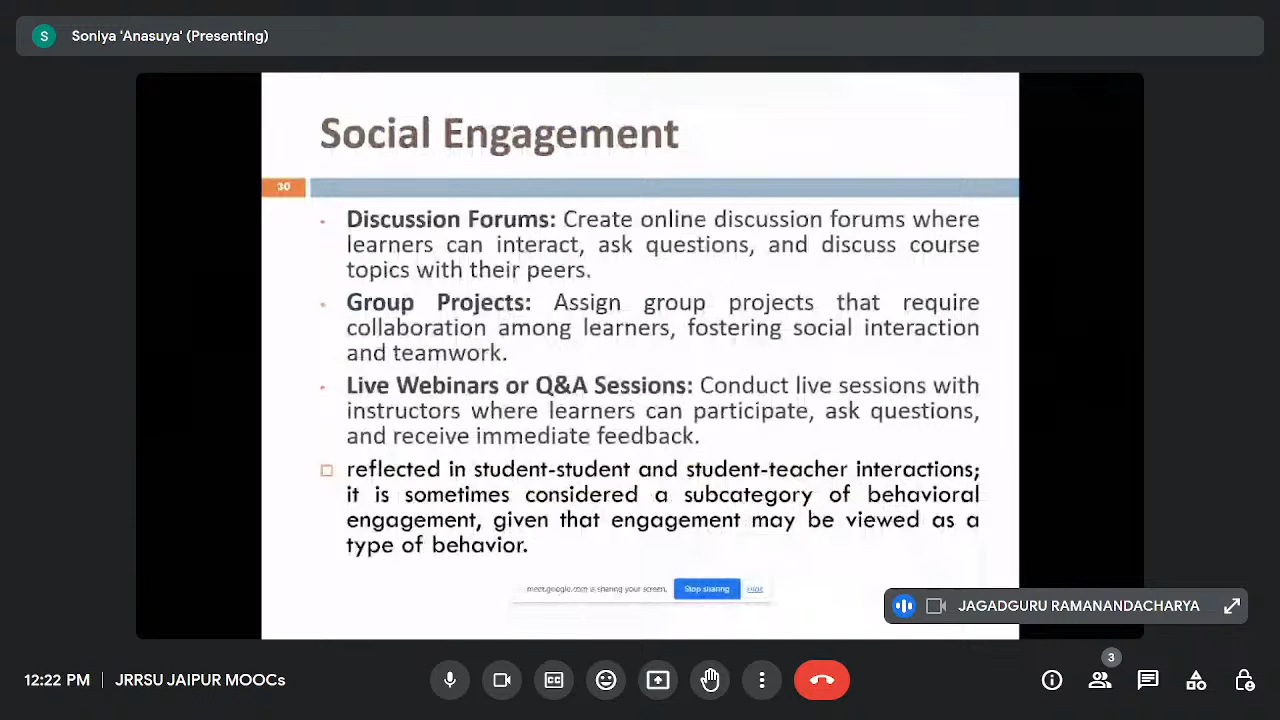 S
Soniya 'Anasuya' (Presenting)
Social Engagement
30
Discussion Forums: Create online discussion forums where
learners can interact, ask questions, and discuss course
topics with their peers.
Group Projects: Assign group projects that require
collaboration among learners, fostering social interaction
and teamwork.
Live Webinars or Q&A Sessions: Conduct live sessions with
instructors where learners can participate, ask questions,
and receive immediate feedback.
reflected in student-student and student-teacher interactions;
it is sometimes considered a subcategory of behavioral
engagement, given that engagement may be viewed as a
type of behavior.
meet.google.com is sharing your screen. Stop sharing Hide
JAGADGURU RAMANANDACHARYA
3
12:22 PM | JRRSU JAIPUR MOOCs